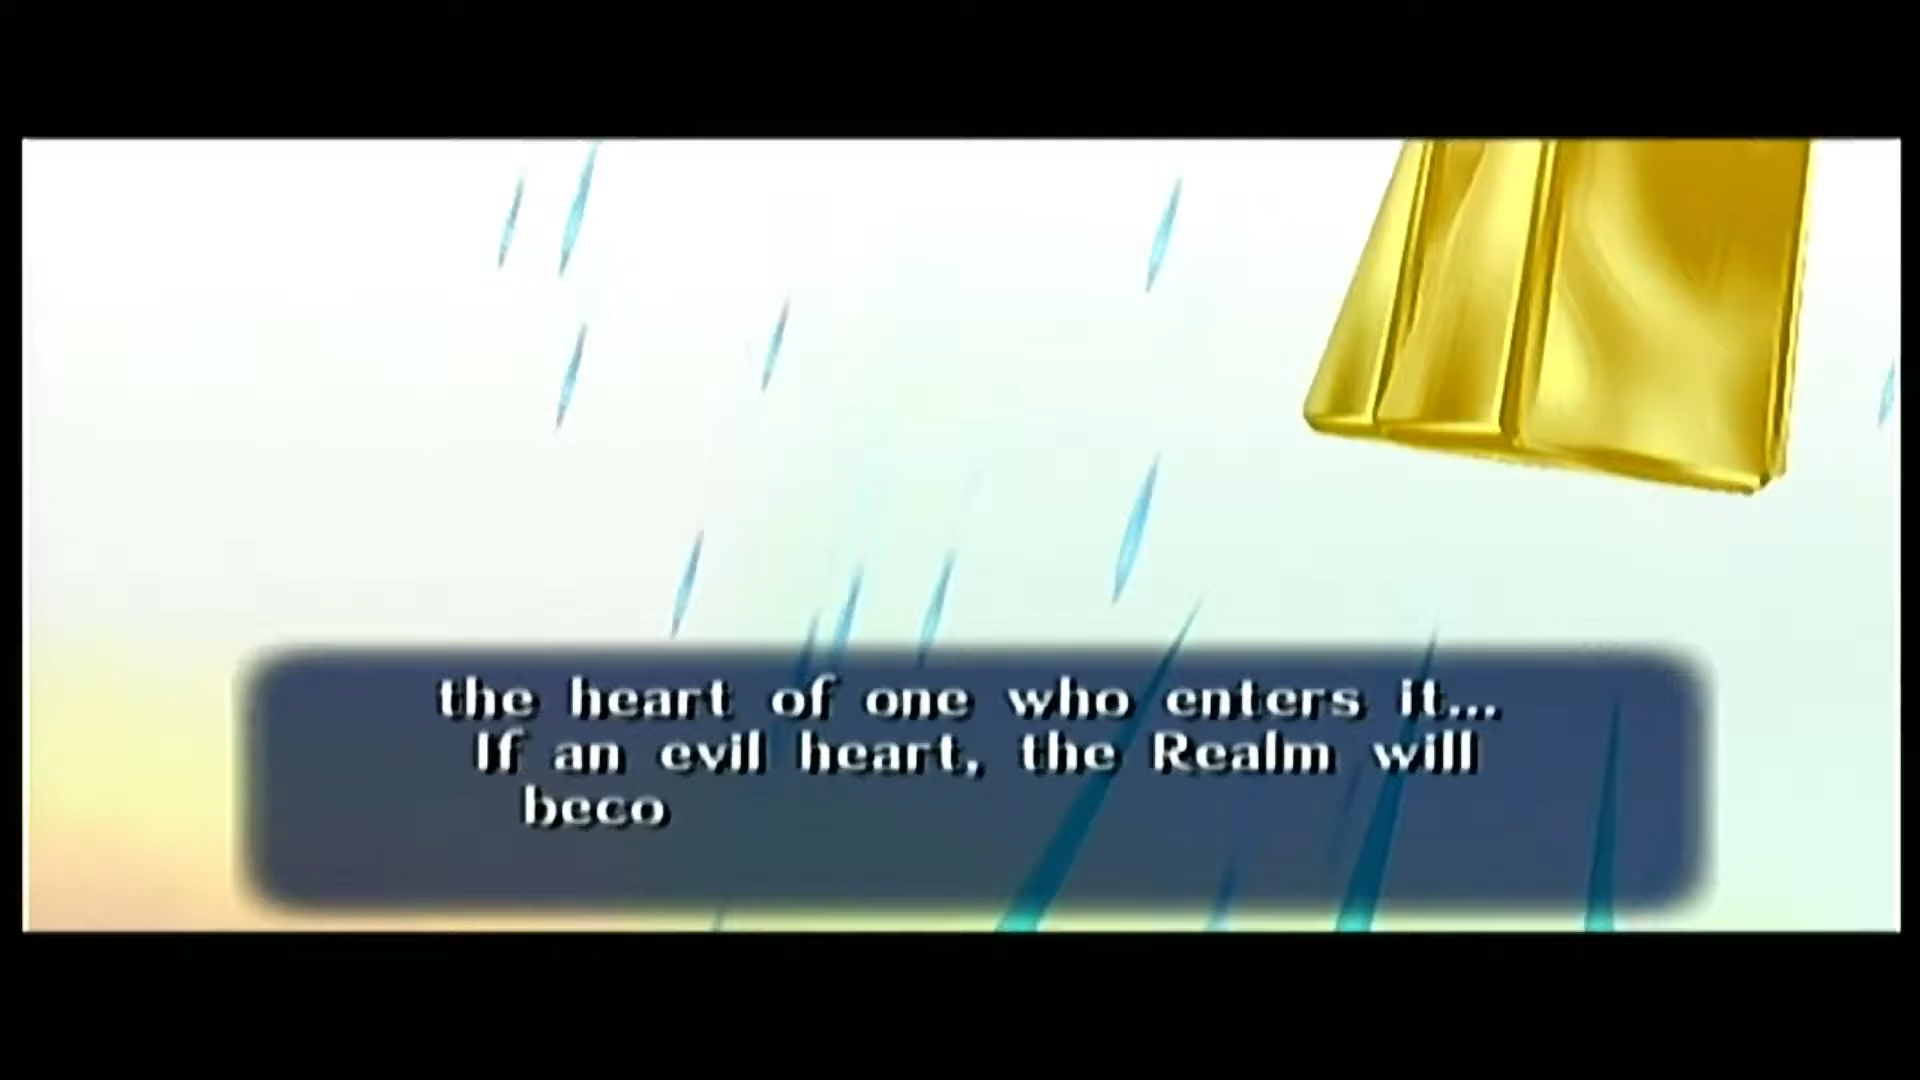 the heart of one who enters it...
If an evil heart, the Realm will
beco